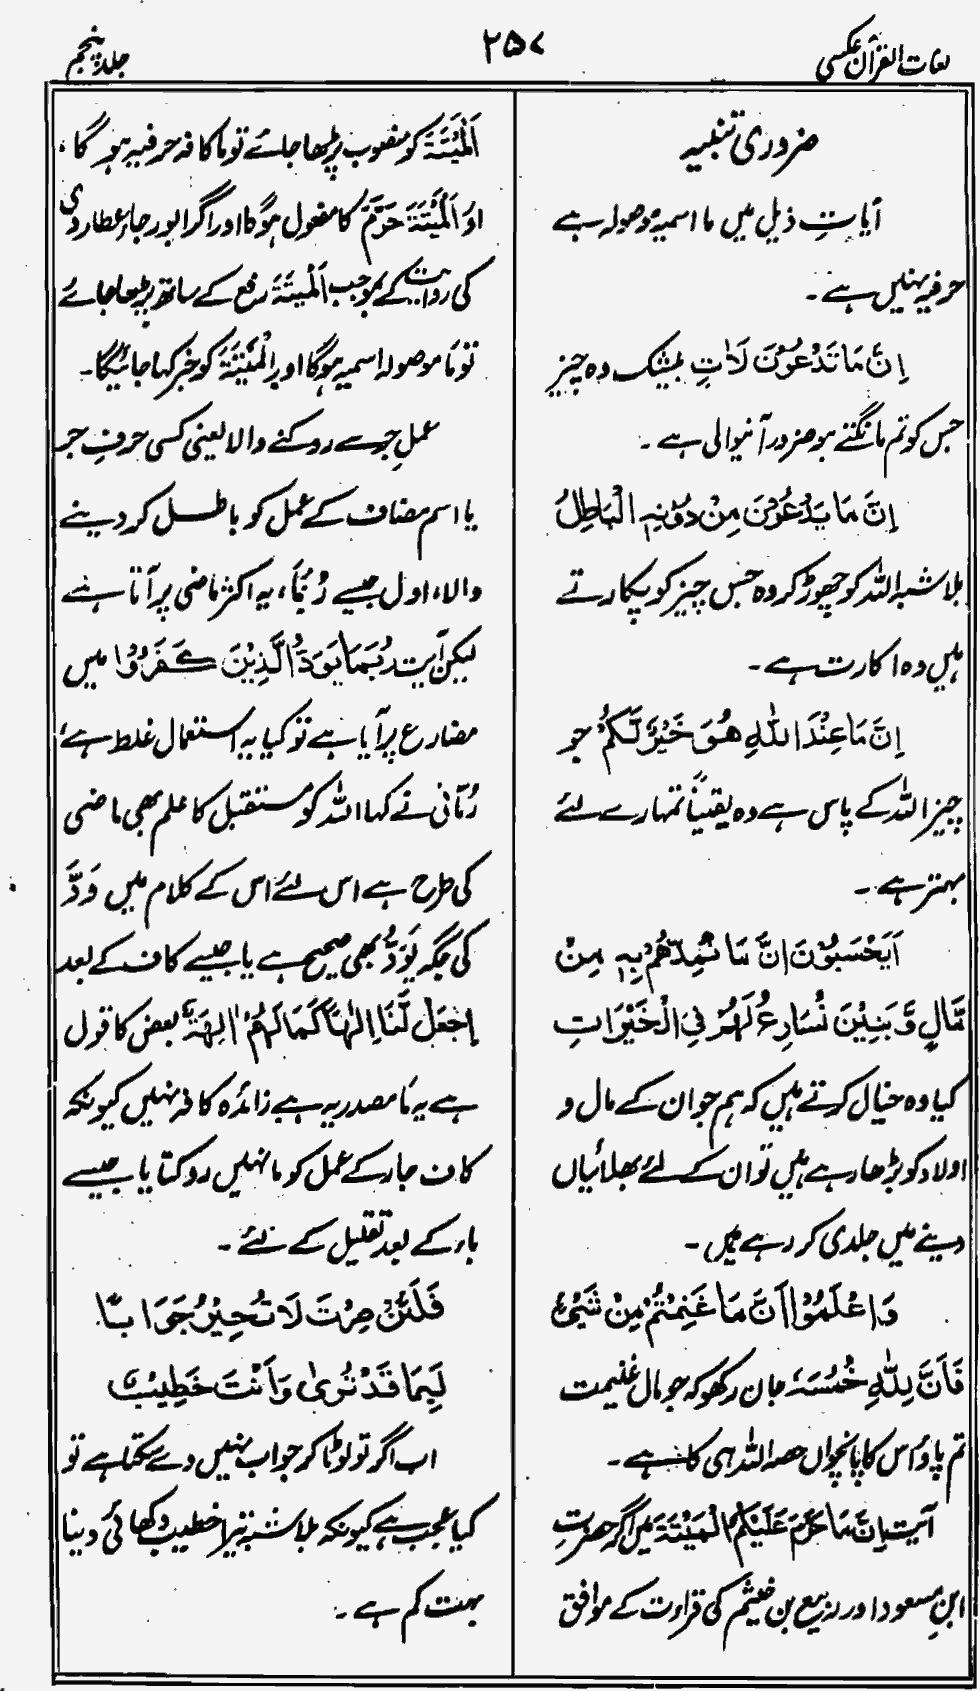 لغات القرآن عکسی
۲۵۷
جلد پنجم
ضروری تنبیہ
آیاتِ ذیل میں ما اسمیہ موصولہ ہے
حرفیہ نہیں ہے۔
اِنَّ مَا تَدْعُوْنَ لَاٰتٍ بیشک وہ چیز
جس کو تم مانگتے ہو ضرور آنیوالی ہے۔
اِنَّ مَا يَدْعُوْنَ مِنْ دُوْنِہِ الْبَاطِلُ
بلاشبہ اللہ کو چھوڑ کر وہ جس چیز کو پکارتے
ہیں وہ اکارت ہے۔
اِنَّ مَا عِنْدَ اللّٰہِ ھُوَ خَیْرٌ لَّکُمْ جو
چیز اللہ کے پاس ہے وہ یقیناً تمہارے لئے
بہتر ہے۔
اَیَحْسَبُوْنَ اِنَّ مَا نُمِدُّھُمْ بِہٖ مِنْ
مَّالٍ وَّبَنِیْنَ نُسَارِعُ لَھُمْ فِی الْخَیْرَاتِ
کیا وہ خیال کرتے ہیں کہ ہم جو ان کے مال و
اولاد کو بڑھا رہے ہیں تو ان کے لئے بھلائیاں
دینے میں جلدی کر رہے ہیں۔
وَاعْلَمُوْا اَنَّ مَا غَنِمْتُمْ مِنْ شَیْئٍ
فَاَنَّ لِلّٰہِ خُمُسَہٗ جان رکھو کہ جو مال غنیمت
تم پاؤ اس کا پانچواں حصہ اللہ ہی کا ہے۔
آیت اِنَّ مَا حَرَّمَ عَلَیْکُمُ الْمَیْتَۃَ میں اگر حضرت
ابنِ مسعود اور ربیع بن خیثم کی قراءت کے موافق
اَلْمَیْتَۃَ کو منصوب پڑھا جائے تو ما کافہ حرفیہ ہوگا،
اور اَلْمَیْتَۃَ حَرَّمَ کا مفعول ہوگا اور اگر ابو رجاء عطاردی
کی روایت کے بموجب اَلْمَیْتَۃَ رفع کے ساتھ پڑھا جائے
تو مَا موصولہ اسمیہ ہوگا اور اَلْمَیْتَۃَ کو خبر کہا جائیگا۔
عملِ جر سے روکنے والا یعنی کسی حرفِ جر
یا اسم مضاف کے عمل کو باطل کر دینے
والا، اول جیسے رُبَّمَا، یہ اکثر ماضی پر آتا ہے
لیکن آیت رُبَمَا یَوَدُّ الَّذِیْنَ کَفَرُوْا میں
مضارع پر آیا ہے تو کیا یہ استعمال غلط ہے،
رُمّانی نے کہا اللہ کو مستقبل کا علم بھی ماضی
کی طرح ہے اس لئے اس کے کلام میں وَدَّ
کی جگہ یَوَدُّ بھی صحیح ہے یا جیسے کاف کے بعد
اِجْعَلْ لَّنَا اِلٰھًا کَمَا لَھُمْ اٰلِھَۃٌ بعض کا قول
ہے یہ مَا مصدریہ ہے زائدہ کافہ نہیں کیونکہ
کاف جار کے عمل کو ما نہیں روکتا یا جیسے
باء کے بعد تقلیل کے لئے۔
فَلَئِنْ صِرْتَ لَا تُحِیْرُ جَوَابًا
لَبِمَا قَدْ تُرٰی وَاَنْتَ خَطِیْبٌ
اب اگر تو لوٹا کر جواب نہیں دے سکتا ہے تو
کیا عجب ہے کیونکہ بلاشبہ تیرا خطیب دکھائی دینا
بہت کم ہے۔